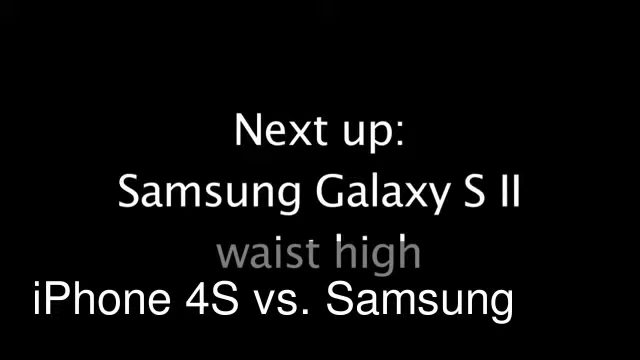 Next up:
Samsung Galaxy S II
waist high
iPhone 4S vs. Samsung